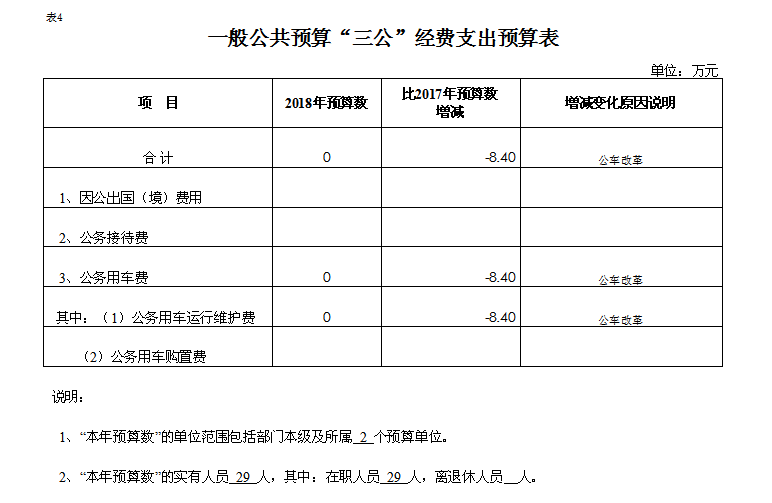 表4
一般公共预算“三公”经费支出预算表
单位：万元
项　目 2018年预算数 比2017年预算数增减 增减变化原因说明
合 计 0 -8.40 公车改革
1、因公出国（境）费用
2、公务接待费
3、公务用车费 0 -8.40 公车改革
其中：（1）公务用车运行维护费 0 -8.40 公车改革
（2）公务用车购置费
说明：
1、“本年预算数”的单位范围包括部门本级及所属 2 个预算单位。
2、“本年预算数”的实有人员 29 人，其中：在职人员 29 人，离退休人员__人。